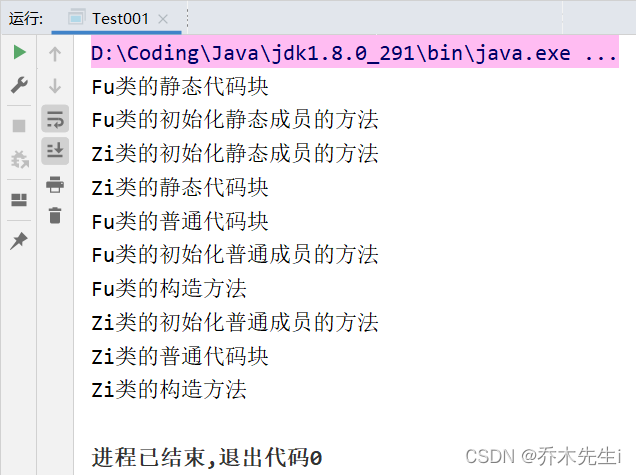 运行: Test001
D:\Coding\Java\jdk1.8.0_291\bin\java.exe ...
Fu类的静态代码块
Fu类的初始化静态成员的方法
Zi类的初始化静态成员的方法
Zi类的静态代码块
Fu类的普通代码块
Fu类的初始化普通成员的方法
Fu类的构造方法
Zi类的初始化普通成员的方法
Zi类的普通代码块
Zi类的构造方法
进程已结束,退出代码0
CSDN @乔木先生i